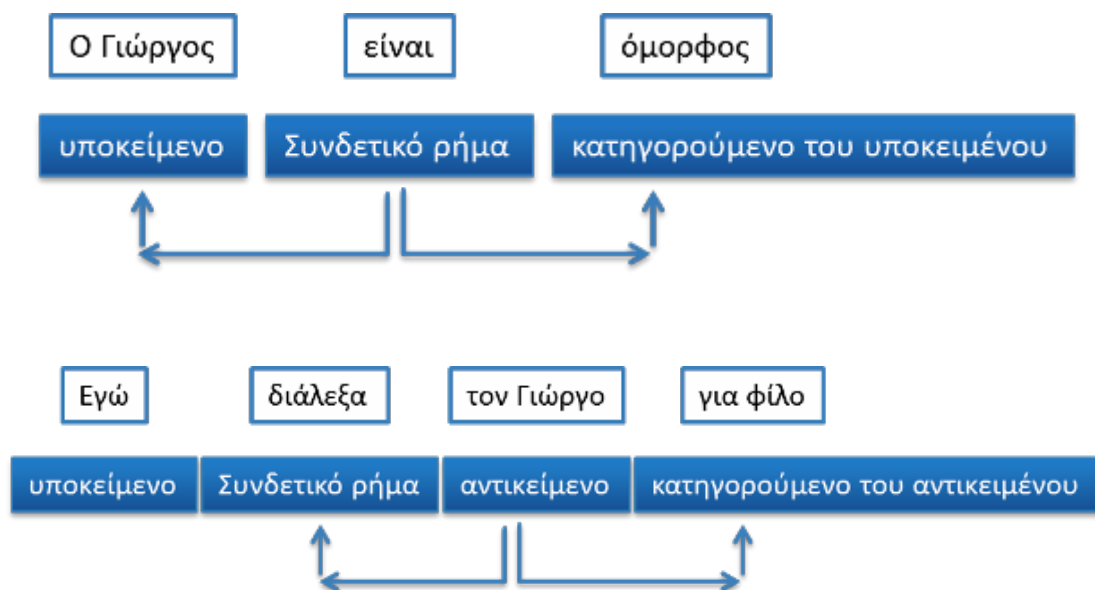 Ο Γιώργος είναι όμορφος
υποκείμενο Συνδετικό ρήμα κατηγορούμενο του υποκειμένου
Εγώ διάλεξα τον Γιώργο για φίλο
υποκείμενο Συνδετικό ρήμα αντικείμενο κατηγορούμενο του αντικειμένου